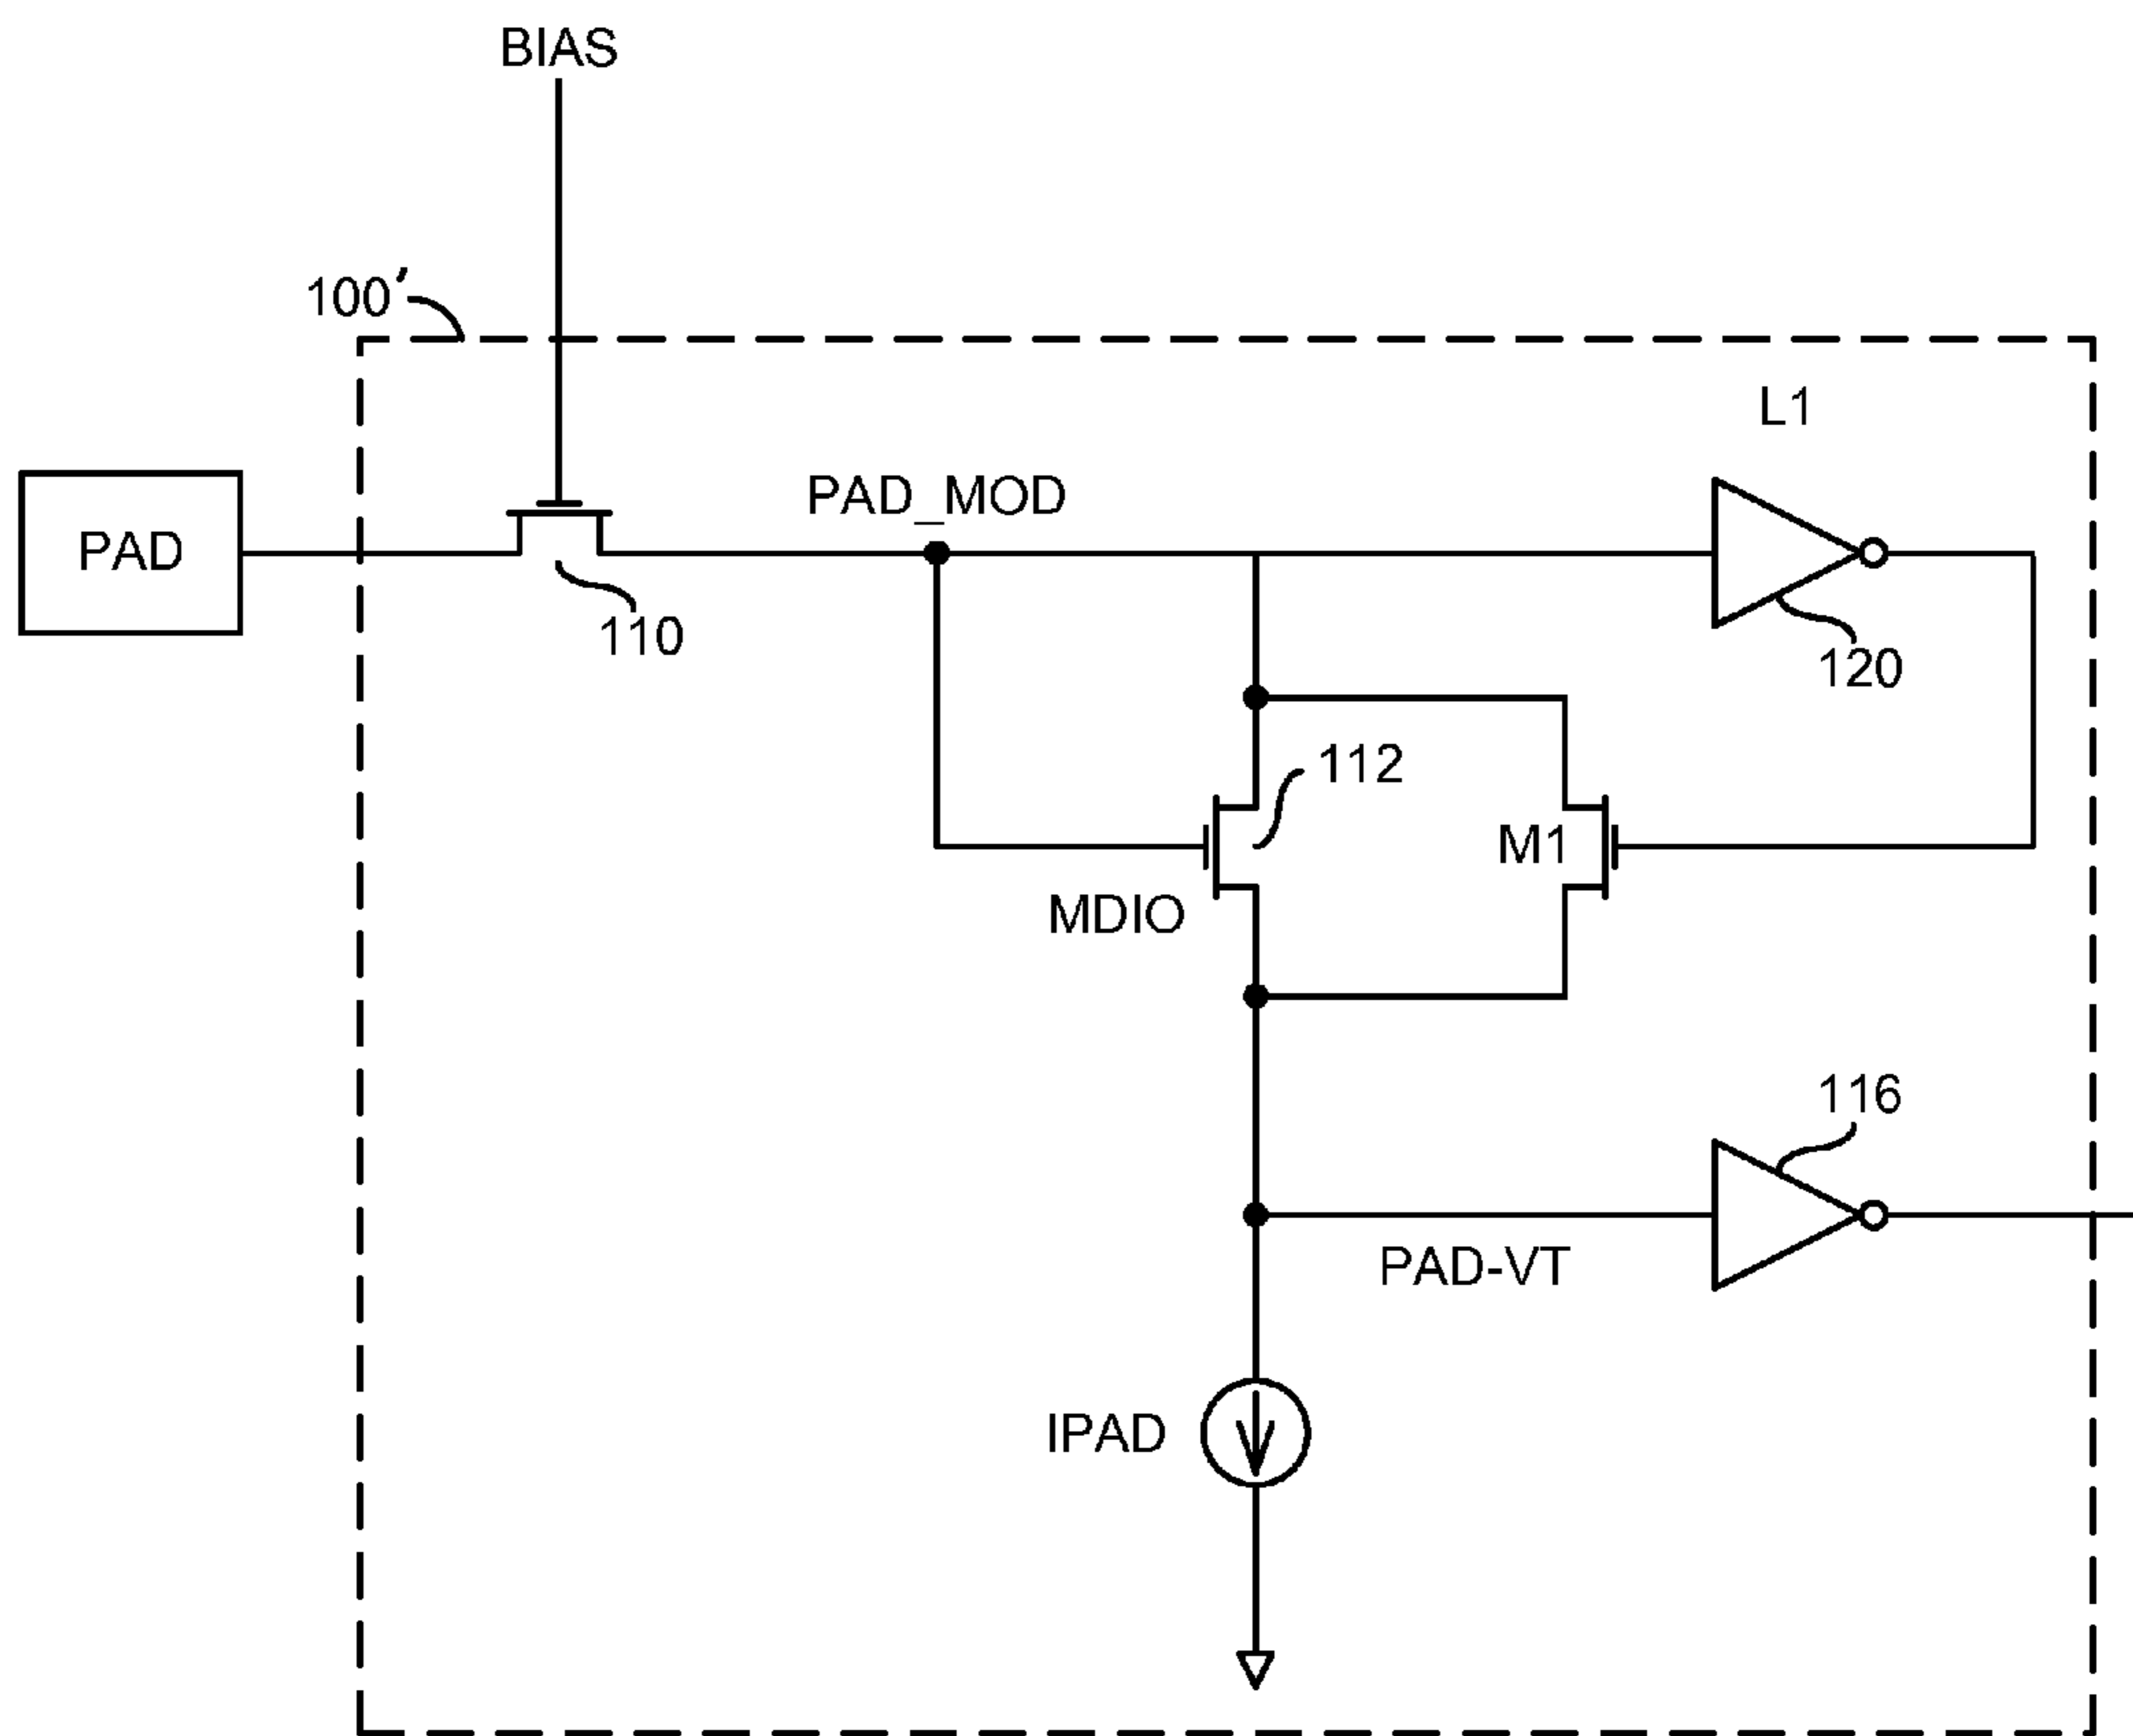 BIAS
100′
L1
PAD
PAD_MOD
110
120
112
M1
MDIO
116
PAD-VT
IPAD